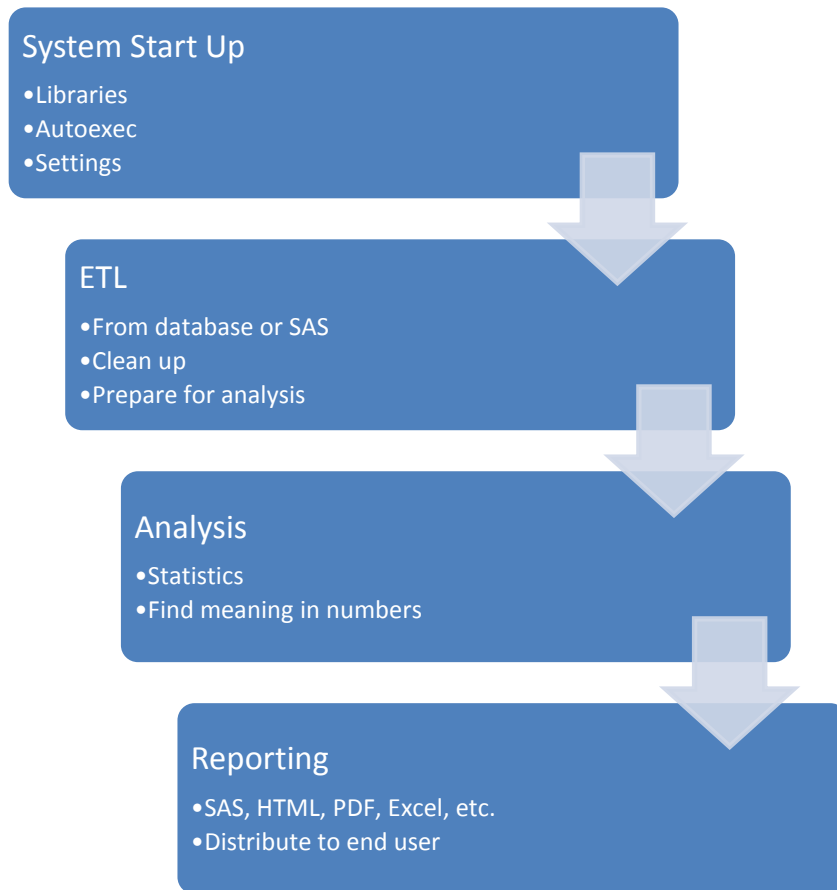 System Start Up
•Libraries
•Autoexec
•Settings
ETL
•From database or SAS
•Clean up
•Prepare for analysis
Analysis
•Statistics
•Find meaning in numbers
Reporting
•SAS, HTML, PDF, Excel, etc.
•Distribute to end user